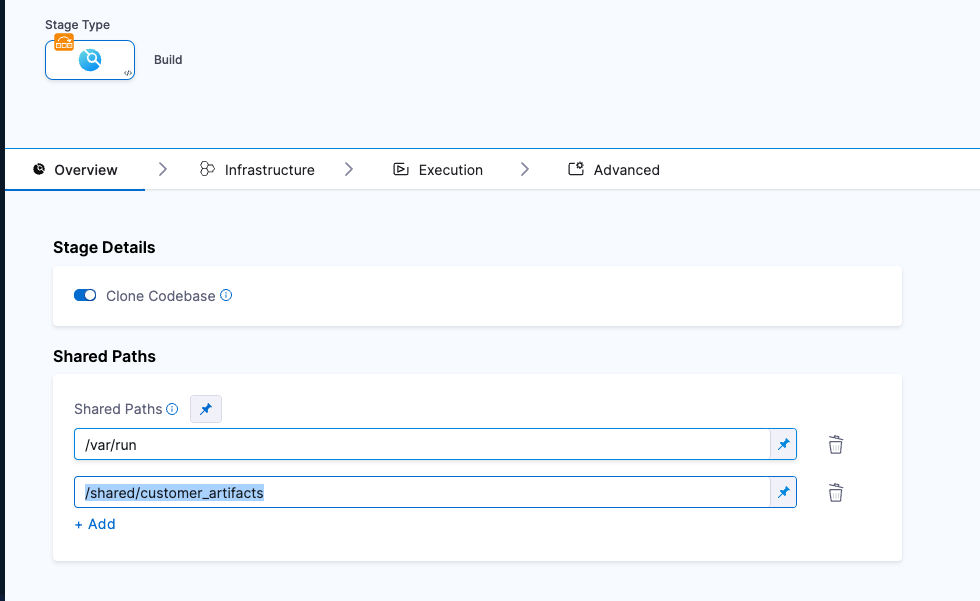 Stage Type
</>
Build
Overview
Infrastructure
Execution
Advanced
Stage Details
Clone Codebase
Shared Paths
Shared Paths
/var/run
/shared/customer_artifacts
+ Add